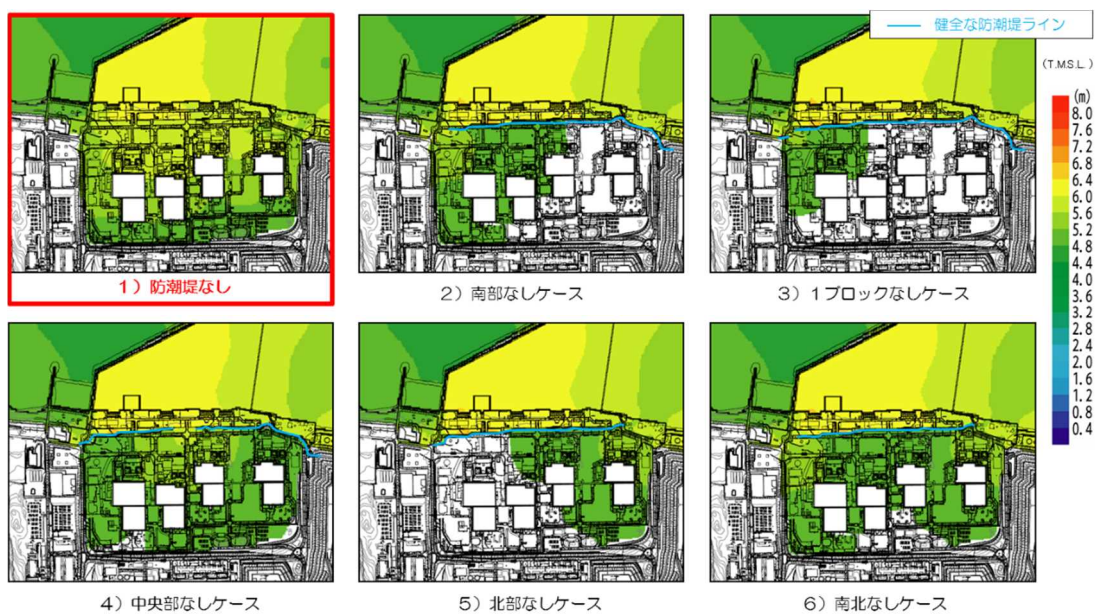 健全な防潮堤ライン
(T.M.S.L.)
(m)
8.0
7.6
7.2
6.8
6.4
6.0
5.6
5.2
4.8
4.4
4.0
3.6
3.2
2.8
2.4
2.0
1.6
1.2
0.8
0.4
1）防潮堤なし
2）南部なしケース
3）1ブロックなしケース
4）中央部なしケース
5）北部なしケース
6）南北なしケース